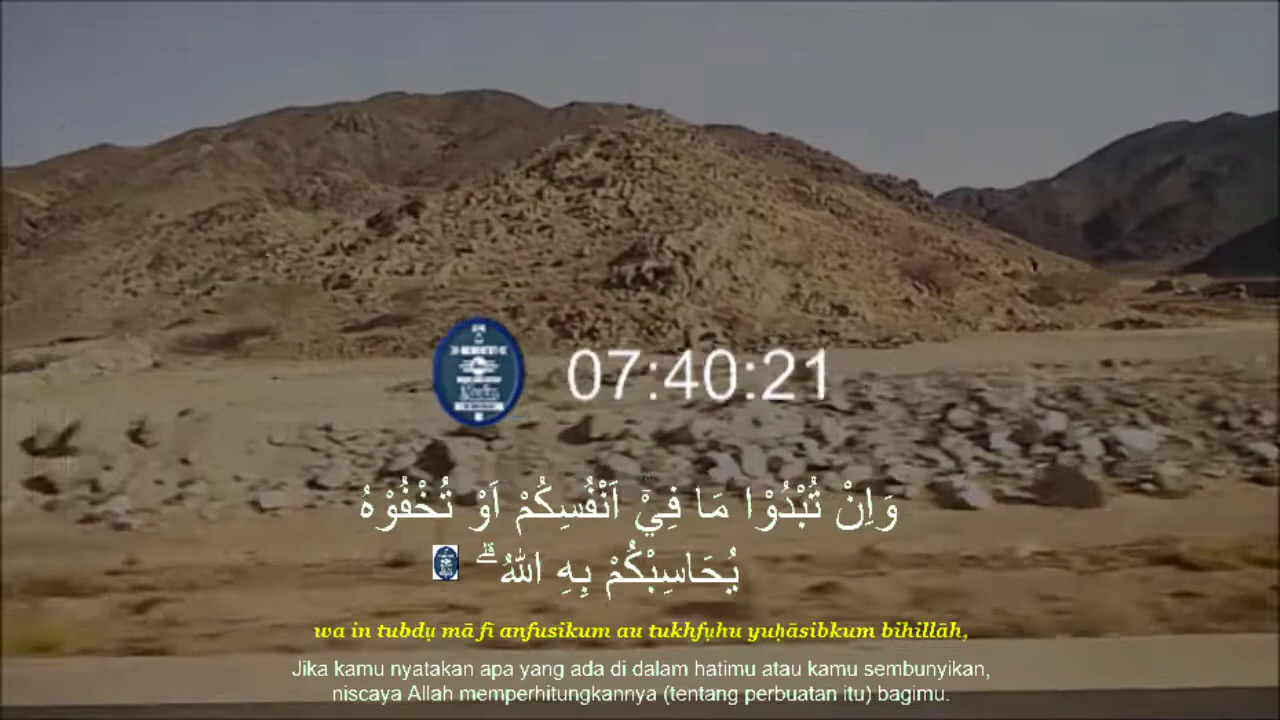 07:40:21
وَاِنْ تُبْدُوْا مَا فِيْٓ اَنْفُسِكُمْ اَوْ تُخْفُوْهُ
يُحَاسِبْكُمْ بِهِ اللّٰهُ ۗ
wa in tubdụ mā fī anfusikum au tukhfụhu yuḥāsibkum bihillāh,
Jika kamu nyatakan apa yang ada di dalam hatimu atau kamu sembunyikan,
niscaya Allah memperhitungkannya (tentang perbuatan itu) bagimu.